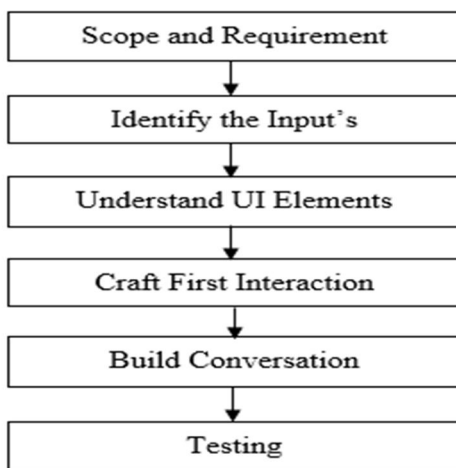 Scope and Requirement
Identify the Input's
Understand UI Elements
Craft First Interaction
Build Conversation
Testing